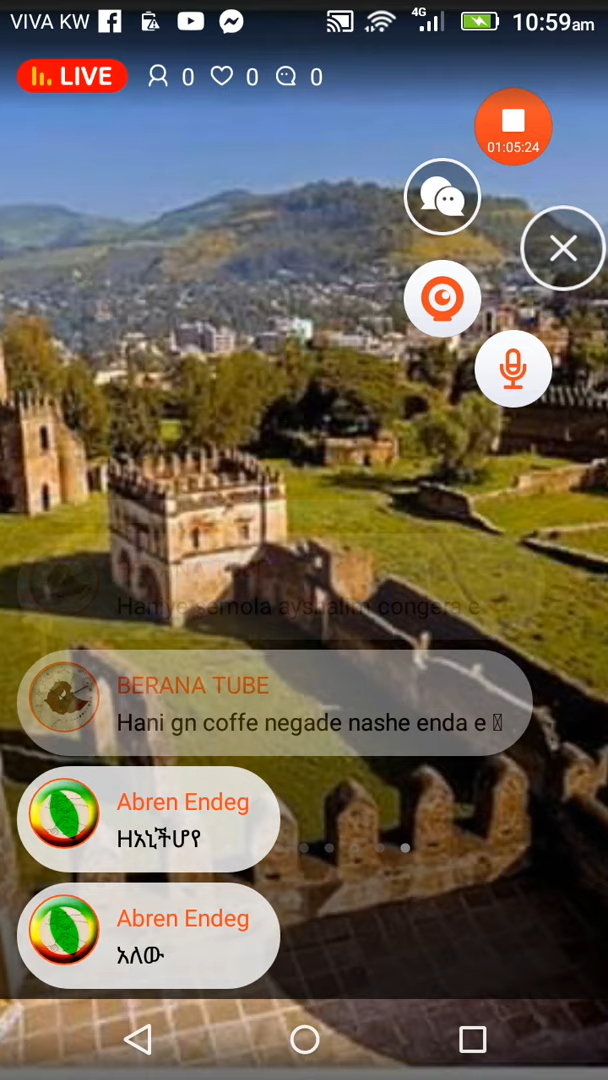 VIVA KW 4G 10:59am
LIVE 0 0 0
01:05:24
BERANA TUBE
Hani gn coffe negade nashe enda e
Abren Endeg
ዘአኒችሆየ
Abren Endeg
አለው